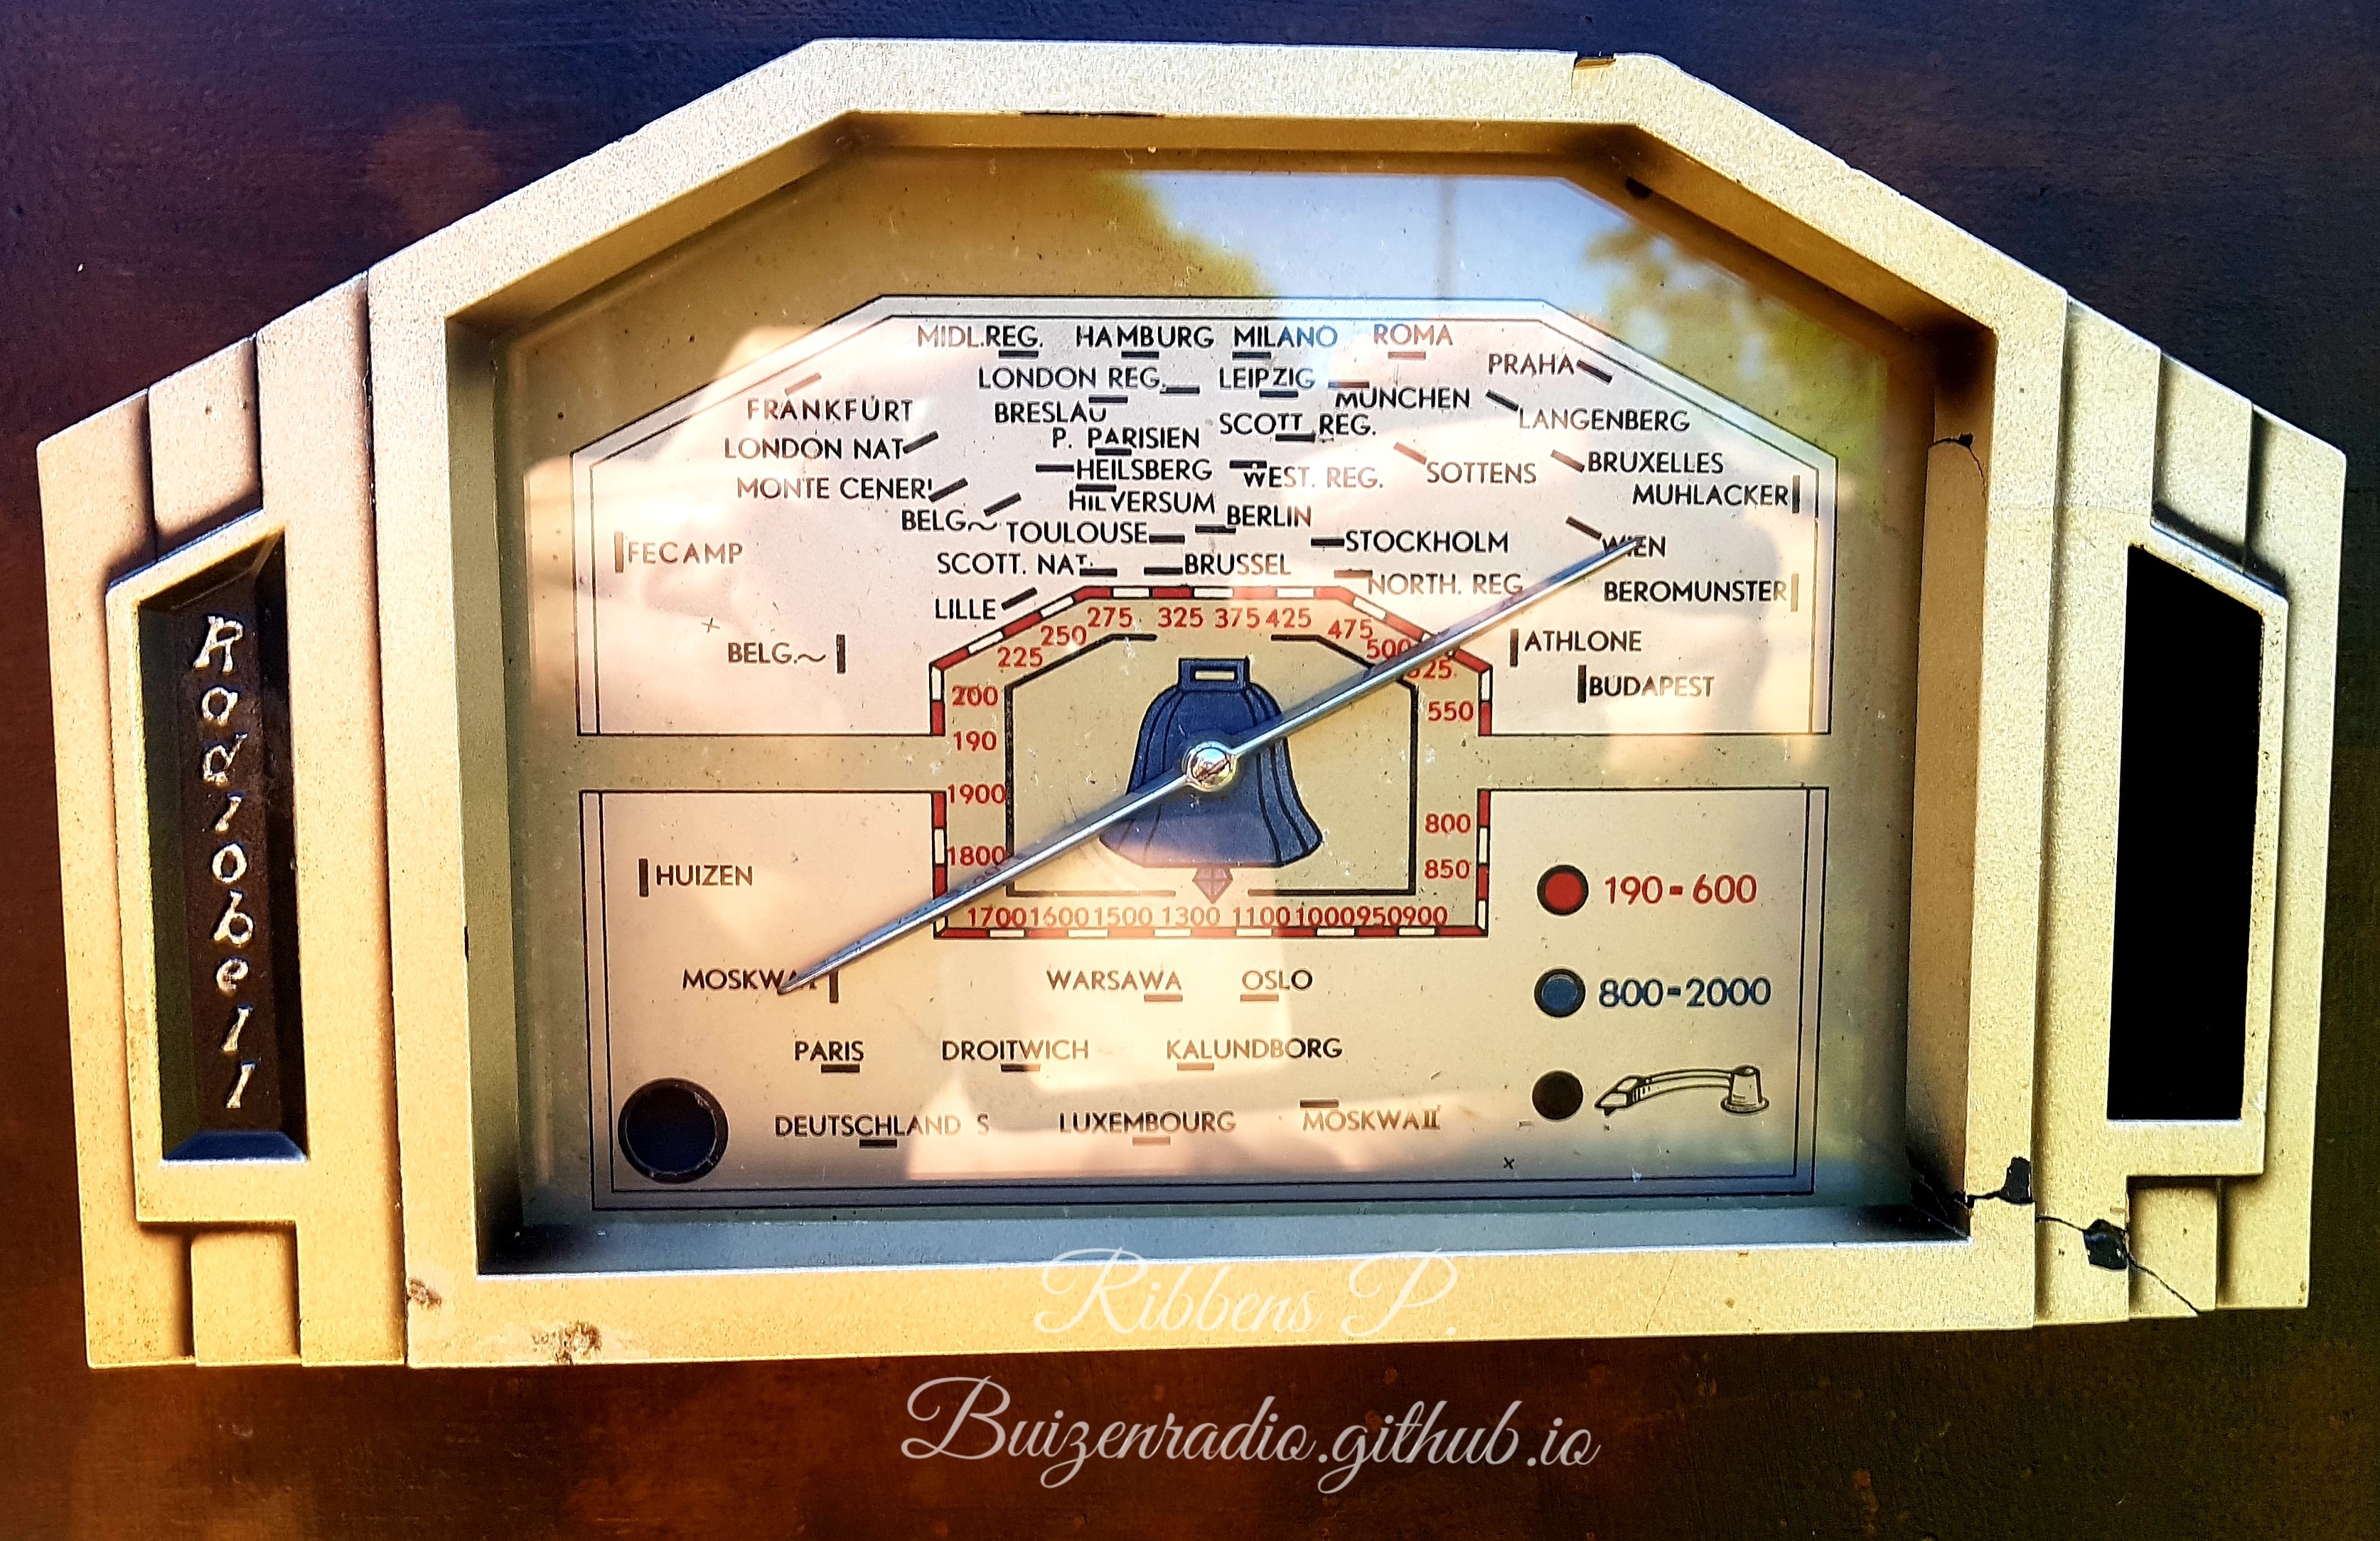 MIDL.REG. HAMBURG MILANO ROMA
PRAHA
LONDON REG. LEIPZIG
MÜNCHEN
FRANKFURT BRESLAU
SCOTT. REG. LANGENBERG
LONDON NAT P. PARISIEN
HEILSBERG WEST. REG. SOTTENS BRUXELLES
MONTE CENERI MUHLACKER
HILVERSUM
BELG.~ TOULOUSE BERLIN
FECAMP STOCKHOLM WIEN
SCOTT. NAT. BRUSSEL
NORTH. REG. BEROMUNSTER
LILLE
275 325 375 425
250 475
BELG.~ 225 500 ATHLONE
525
200 BUDAPEST
550
190
1900
800
1800
850
HUIZEN
190-600
1700 1600 1500 1300 1100 1000 950 900
MOSKWA I WARSAWA OSLO
800-2000
PARIS DROITWICH KALUNDBORG
DEUTSCHLAND S LUXEMBOURG MOSKWA II
Radiobell
Ribbens P.
Buizenradio.github.io